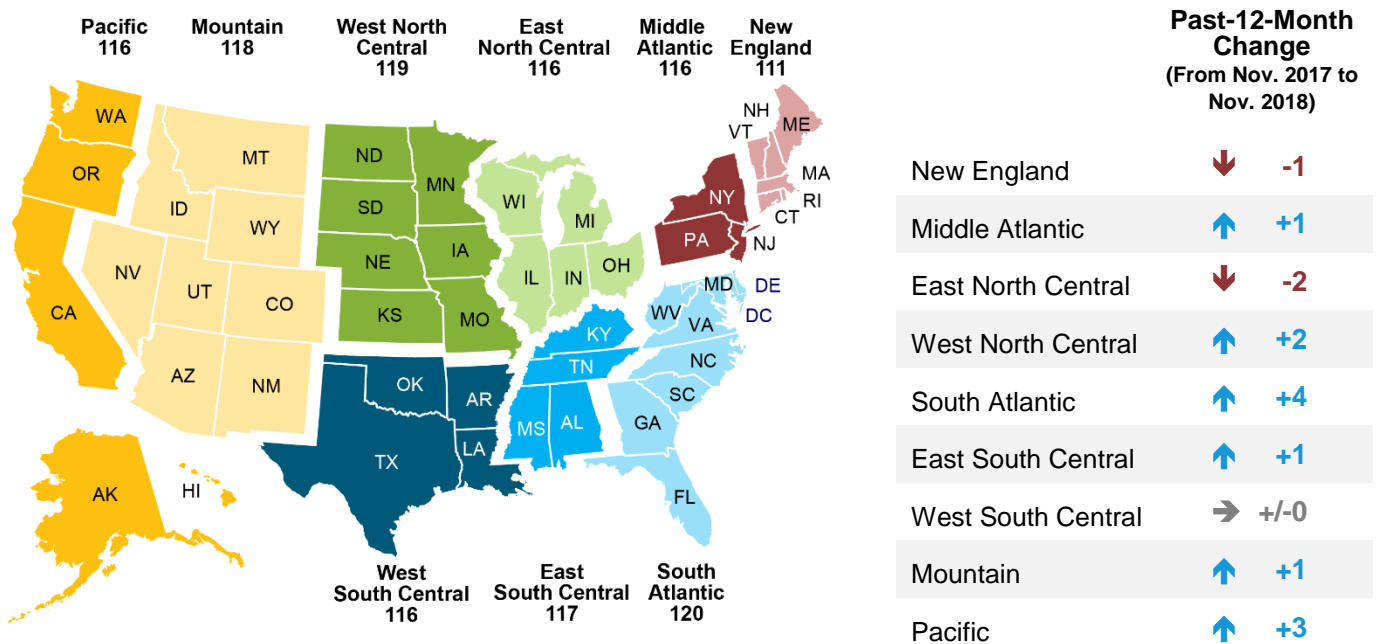 Pacific
116
Mountain
118
West North
Central
119
East
North Central
116
Middle
Atlantic
116
New
England
111
WA
OR
CA
AK
HI
MT
ID
WY
NV
UT
CO
AZ
NM
ND
SD
NE
KS
MN
IA
MO
WI
MI
IL
IN
OH
NY
PA
NJ
NH
VT
ME
MA
RI
CT
MD
DE
DC
WV
VA
NC
SC
GA
FL
KY
TN
MS
AL
OK
AR
TX
LA
West
South Central
116
East
South Central
117
South
Atlantic
120
Past-12-Month
Change
(From Nov. 2017 to
Nov. 2018)
New England -1
Middle Atlantic +1
East North Central -2
West North Central +2
South Atlantic +4
East South Central +1
West South Central +/-0
Mountain +1
Pacific +3